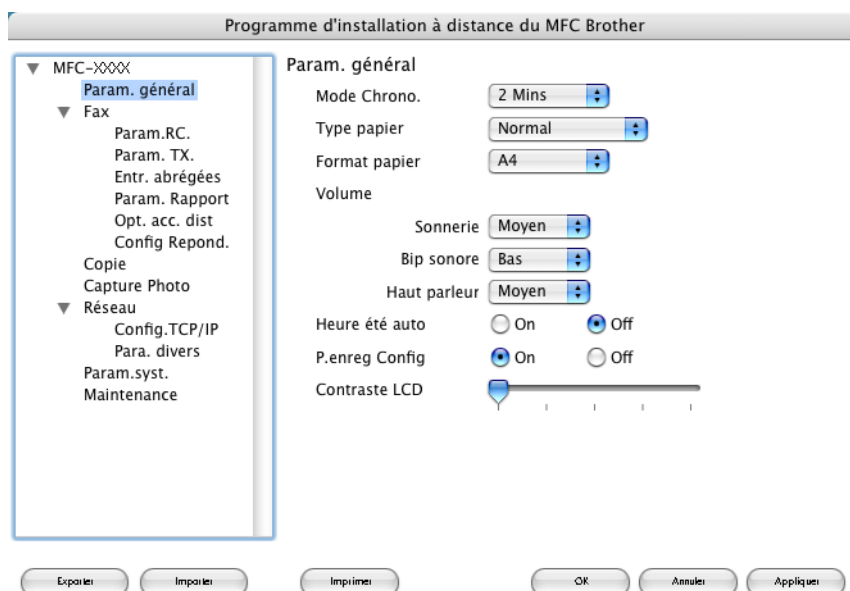 Programme d'installation à distance du MFC Brother
MFC-XXXX
Param. général
Fax
Param.RC.
Param. TX.
Entr. abrégées
Param. Rapport
Opt. acc. dist
Config Repond.
Copie
Capture Photo
Réseau
Config.TCP/IP
Para. divers
Param.syst.
Maintenance
Param. général
Mode Chrono. 2 Mins
Type papier Normal
Format papier A4
Volume
Sonnerie Moyen
Bip sonore Bas
Haut parleur Moyen
Heure été auto On Off
P.enreg Config On Off
Contraste LCD
Exporter Importer Imprimer OK Annuler Appliquer